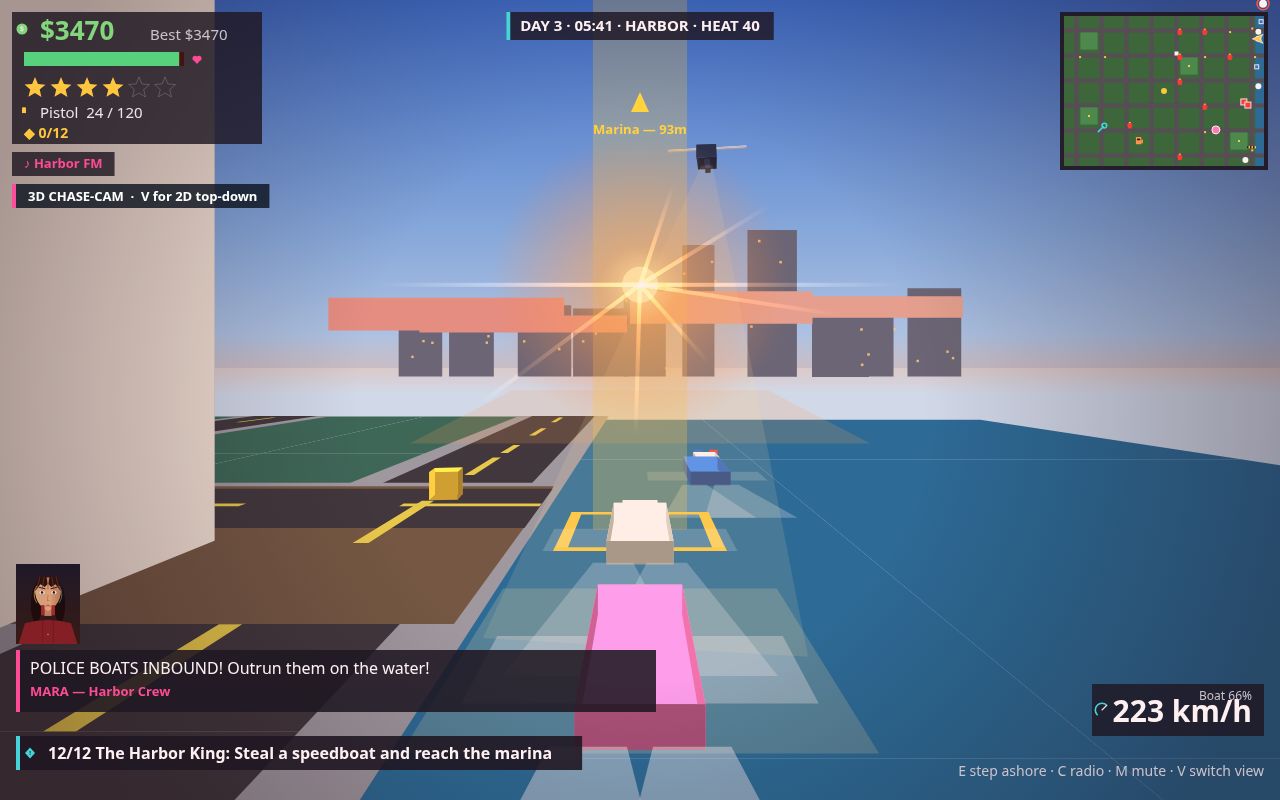 $3470
Best $3470
Pistol 24 / 120
0/12
♪ Harbor FM
3D CHASE-CAM · V for 2D top-down
DAY 3 · 05:41 · HARBOR · HEAT 40
Marina — 93m
POLICE BOATS INBOUND! Outrun them on the water!
MARA — Harbor Crew
12/12 The Harbor King: Steal a speedboat and reach the marina
Boat 66%
223 km/h
E step ashore · C radio · M mute · V switch view